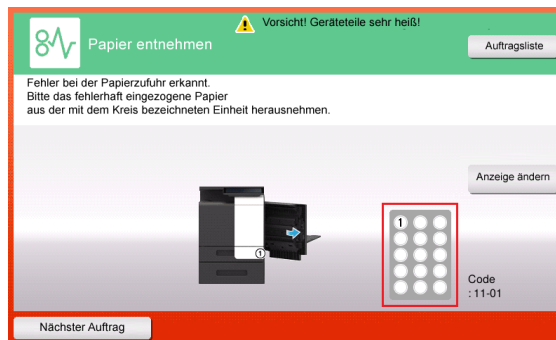 Vorsicht! Geräteteile sehr heiß!
Papier entnehmen
Auftragsliste
Fehler bei der Papierzufuhr erkannt.
Bitte das fehlerhaft eingezogene Papier
aus der mit dem Kreis bezeichneten Einheit herausnehmen.
Anzeige ändern
1
1
Code
: 11-01
Nächster Auftrag